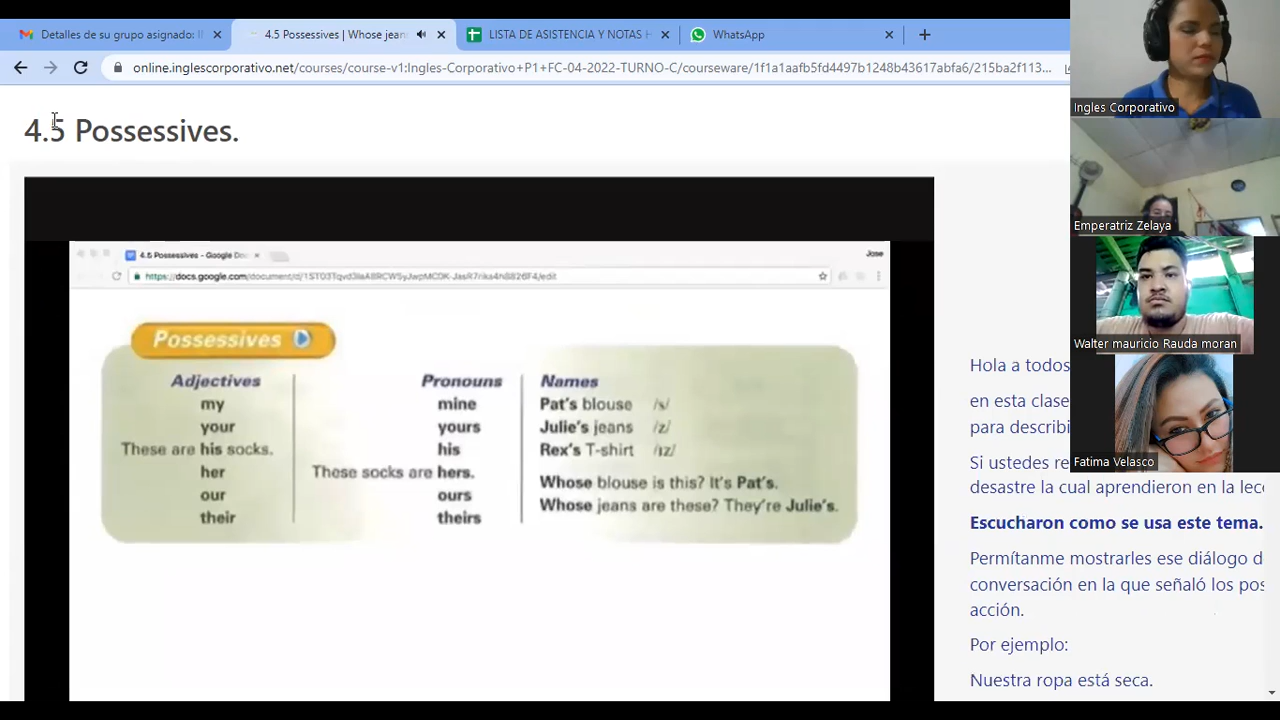 Detalles de su grupo asignado: I
4.5 Possessives | Whose jeans
LISTA DE ASISTENCIA Y NOTAS H
WhatsApp
online.inglescorporativo.net/courses/course-v1:Ingles-Corporativo+P1+FC-04-2022-TURNO-C/courseware/1f1a1aafb5fd4497b1248b43617abfa6/215ba2f113...
4.5 Possessives.
4.5 Possessives - Google Doc
Jose
Possessives
Adjectives
my
your
These are his socks.
her
our
their
Pronouns
mine
yours
his
These socks are hers.
ours
theirs
Names
Pat's blouse /s/
Julie's jeans /z/
Rex's T-shirt /ɪz/
Whose blouse is this? It's Pat's.
Whose jeans are these? They're Julie's.
Hola a todos
en esta clase
para describi
Si ustedes re
desastre la cual aprendieron en la lec
Escucharon como se usa este tema.
Permítanme mostrarles ese diálogo d
conversación en la que señaló los pos
acción.
Por ejemplo:
Nuestra ropa está seca.
Ingles Corporativo
Emperatriz Zelaya
Walter mauricio Rauda moran
Fatima Velasco